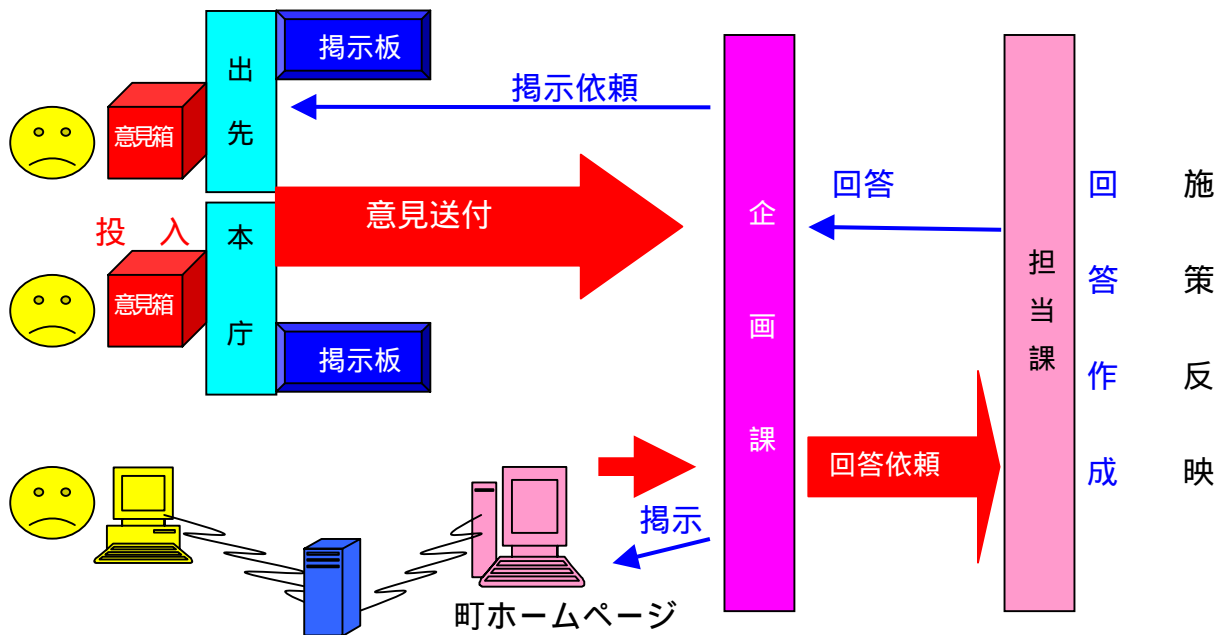 掲示板
出先
掲示依頼
意見箱
回答
意見送付
投入
本庁
意見箱
掲示板
企画課
担当課
回答作成
施策反映
回答依頼
掲示
町ホームページ